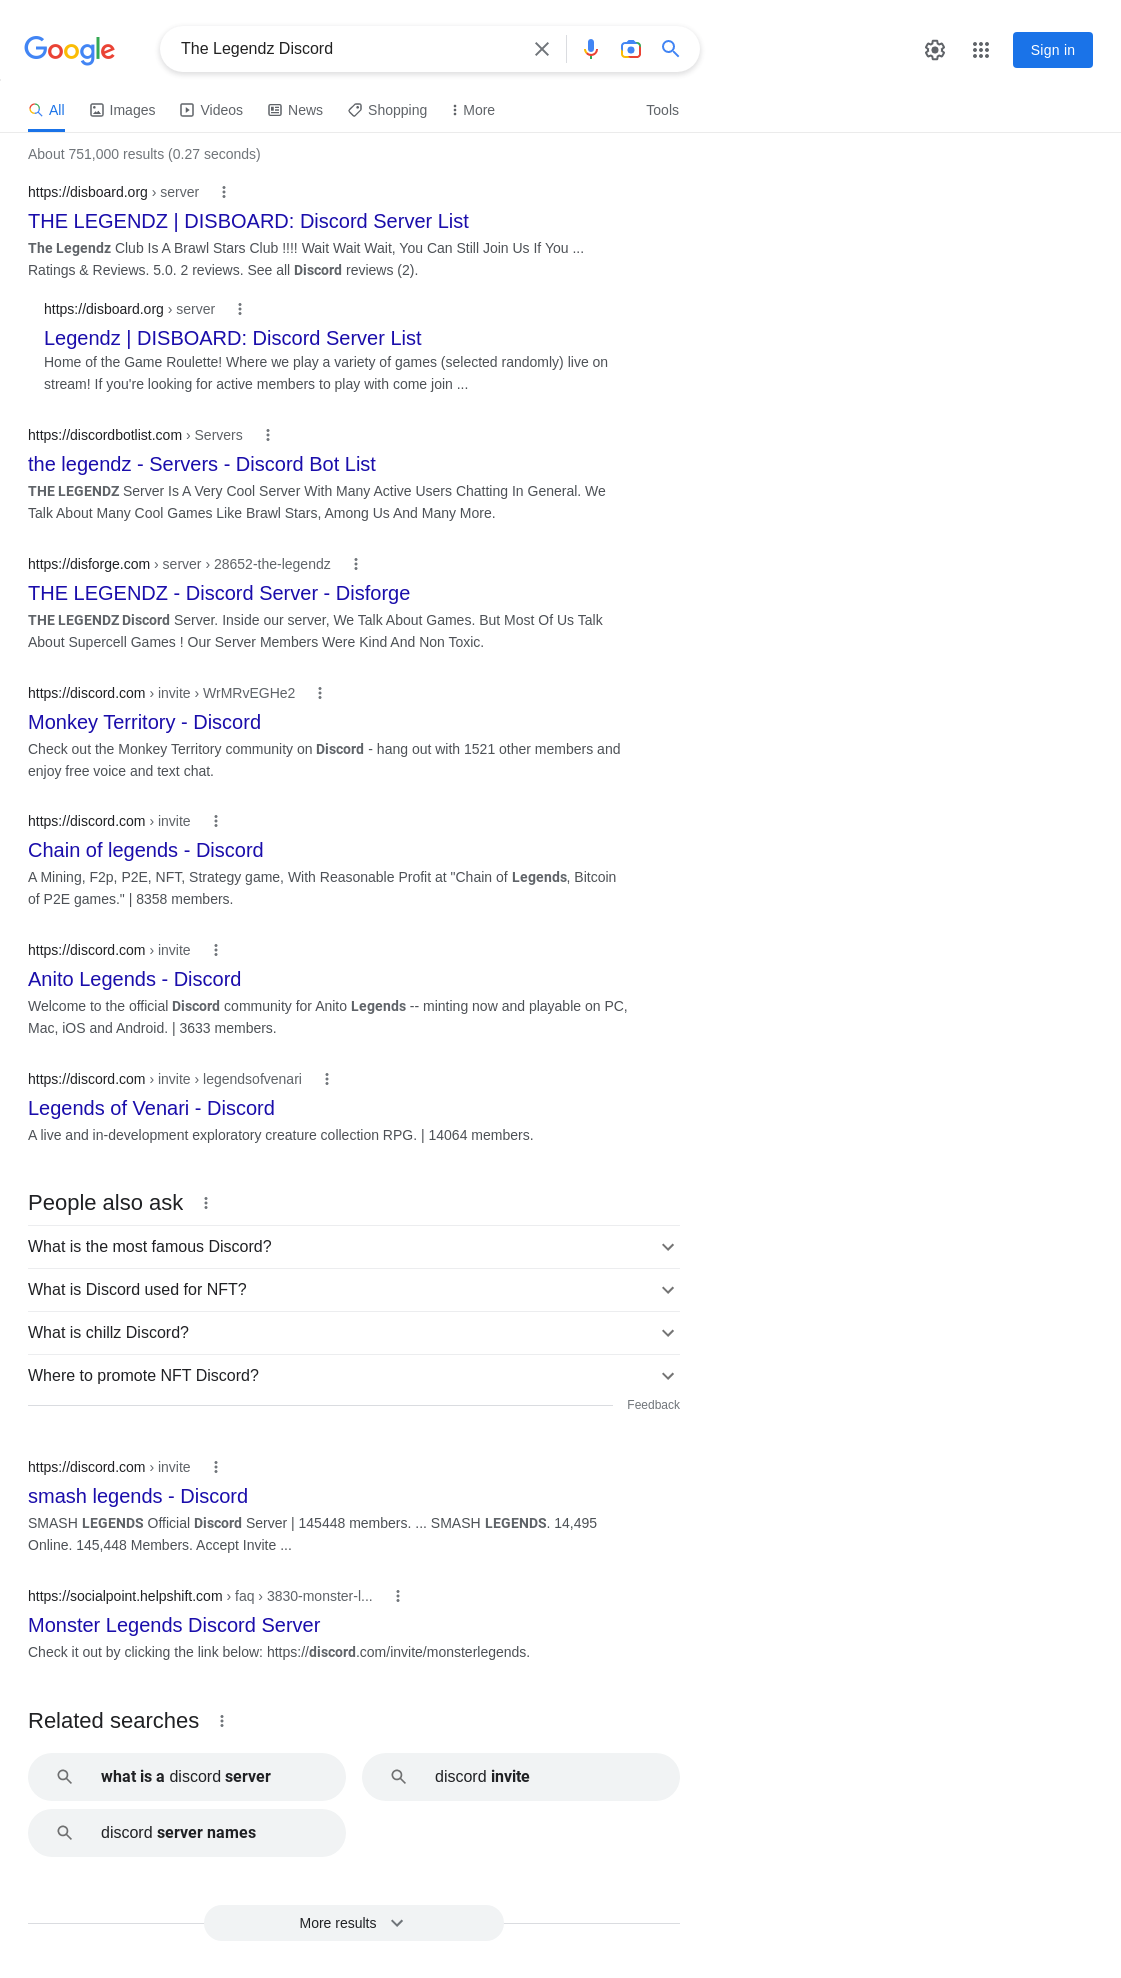 Google
The Legendz Discord
Sign in
All
Images
Videos
News
Shopping
More
Tools
About 751,000 results (0.27 seconds)
https://disboard.org › server
THE LEGENDZ | DISBOARD: Discord Server List
The Legendz Club Is A Brawl Stars Club !!!! Wait Wait Wait, You Can Still Join Us If You ...
Ratings & Reviews. 5.0. 2 reviews. See all Discord reviews (2).
https://disboard.org › server
Legendz | DISBOARD: Discord Server List
Home of the Game Roulette! Where we play a variety of games (selected randomly) live on
stream! If you're looking for active members to play with come join ...
https://discordbotlist.com › Servers
the legendz - Servers - Discord Bot List
THE LEGENDZ Server Is A Very Cool Server With Many Active Users Chatting In General. We
Talk About Many Cool Games Like Brawl Stars, Among Us And Many More.
https://disforge.com › server › 28652-the-legendz
THE LEGENDZ - Discord Server - Disforge
THE LEGENDZ Discord Server. Inside our server, We Talk About Games. But Most Of Us Talk
About Supercell Games ! Our Server Members Were Kind And Non Toxic.
https://discord.com › invite › WrMRvEGHe2
Monkey Territory - Discord
Check out the Monkey Territory community on Discord - hang out with 1521 other members and
enjoy free voice and text chat.
https://discord.com › invite
Chain of legends - Discord
A Mining, F2p, P2E, NFT, Strategy game, With Reasonable Profit at "Chain of Legends, Bitcoin
of P2E games." | 8358 members.
https://discord.com › invite
Anito Legends - Discord
Welcome to the official Discord community for Anito Legends -- minting now and playable on PC,
Mac, iOS and Android. | 3633 members.
https://discord.com › invite › legendsofvenari
Legends of Venari - Discord
A live and in-development exploratory creature collection RPG. | 14064 members.
People also ask
What is the most famous Discord?
What is Discord used for NFT?
What is chillz Discord?
Where to promote NFT Discord?
Feedback
https://discord.com › invite
smash legends - Discord
SMASH LEGENDS Official Discord Server | 145448 members. ... SMASH LEGENDS. 14,495
Online. 145,448 Members. Accept Invite ...
https://socialpoint.helpshift.com › faq › 3830-monster-l...
Monster Legends Discord Server
Check it out by clicking the link below: https://discord.com/invite/monsterlegends.
Related searches
what is a discord server
discord invite
discord server names
More results